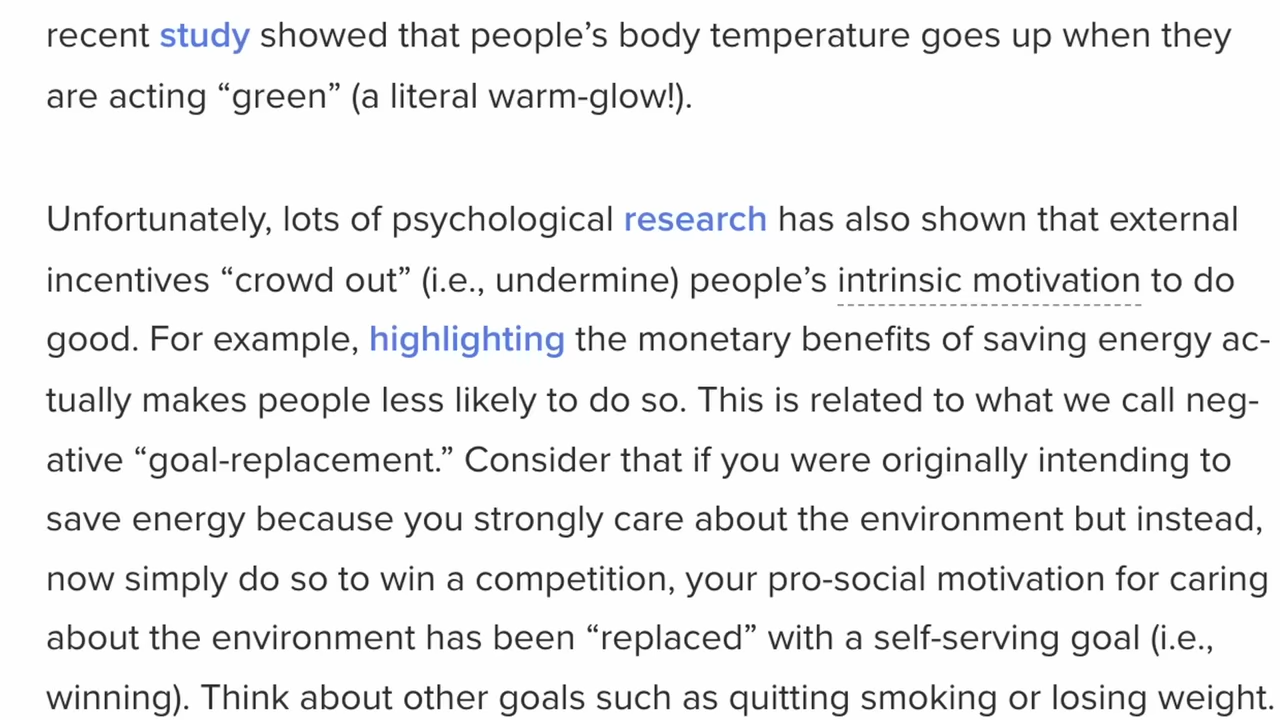 recent study showed that people’s body temperature goes up when they
are acting “green” (a literal warm-glow!).
Unfortunately, lots of psychological research has also shown that external
incentives “crowd out” (i.e., undermine) people’s intrinsic motivation to do
good. For example, highlighting the monetary benefits of saving energy ac-
tually makes people less likely to do so. This is related to what we call neg-
ative “goal-replacement.” Consider that if you were originally intending to
save energy because you strongly care about the environment but instead,
now simply do so to win a competition, your pro-social motivation for caring
about the environment has been “replaced” with a self-serving goal (i.e.,
winning). Think about other goals such as quitting smoking or losing weight.